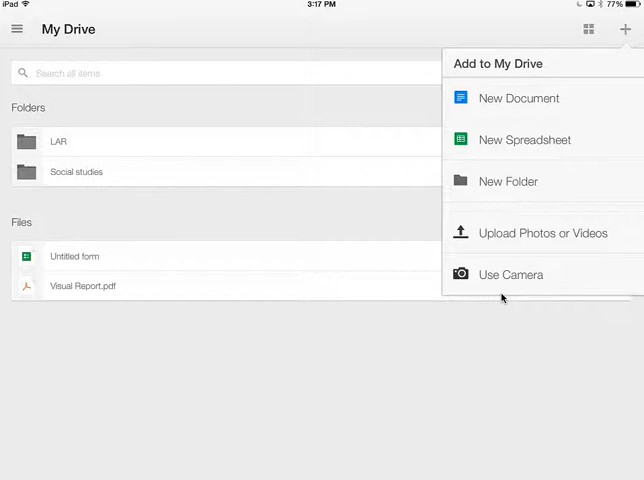 iPad
3:17 PM
77%
My Drive
Search all items
Folders
LAR
Social studies
Files
Untitled form
Visual Report.pdf
Add to My Drive
New Document
New Spreadsheet
New Folder
Upload Photos or Videos
Use Camera